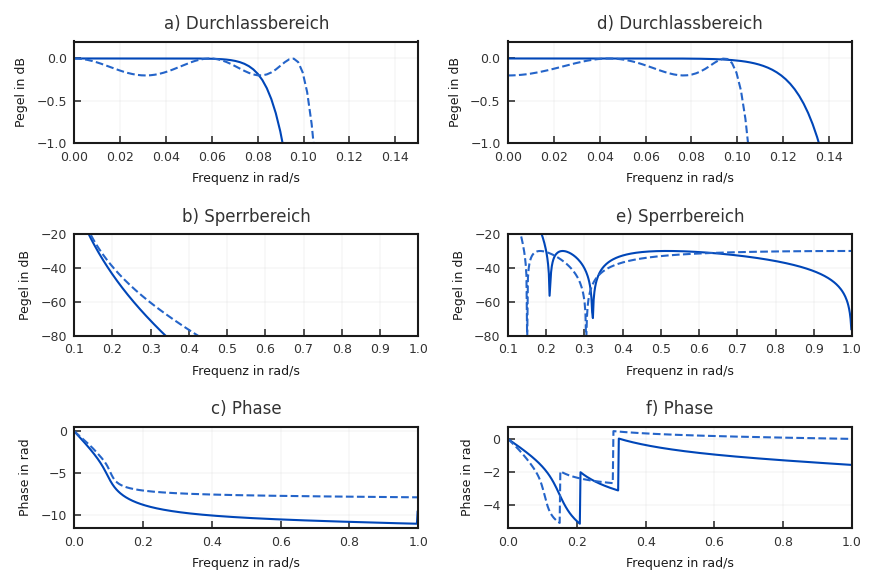 a) Durchlassbereich
Pegel in dB
0.0
−0.5
−1.0
0.00 0.02 0.04 0.06 0.08 0.10 0.12 0.14
Frequenz in rad/s
d) Durchlassbereich
Pegel in dB
0.0
−0.5
−1.0
0.00 0.02 0.04 0.06 0.08 0.10 0.12 0.14
Frequenz in rad/s
b) Sperrbereich
Pegel in dB
−20
−40
−60
−80
0.1 0.2 0.3 0.4 0.5 0.6 0.7 0.8 0.9 1.0
Frequenz in rad/s
e) Sperrbereich
Pegel in dB
−20
−40
−60
−80
0.1 0.2 0.3 0.4 0.5 0.6 0.7 0.8 0.9 1.0
Frequenz in rad/s
c) Phase
Phase in rad
0
−5
−10
0.0 0.2 0.4 0.6 0.8 1.0
Frequenz in rad/s
f) Phase
Phase in rad
0
−2
−4
0.0 0.2 0.4 0.6 0.8 1.0
Frequenz in rad/s